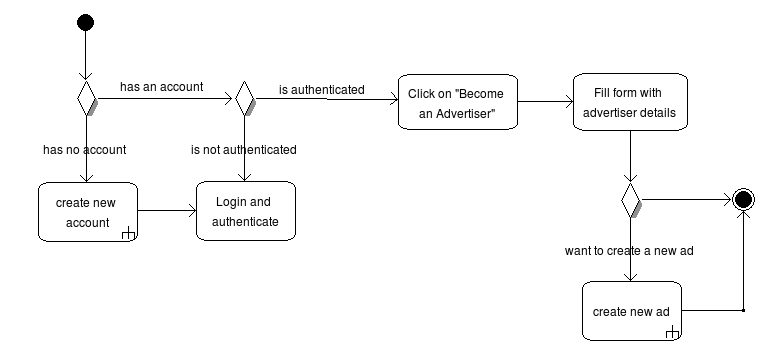 has an account
is authenticated
Click on "Become
an Advertiser"
Fill form with
advertiser details
has no account
is not authenticated
create new
account
Login and
authenticate
want to create a new ad
create new ad